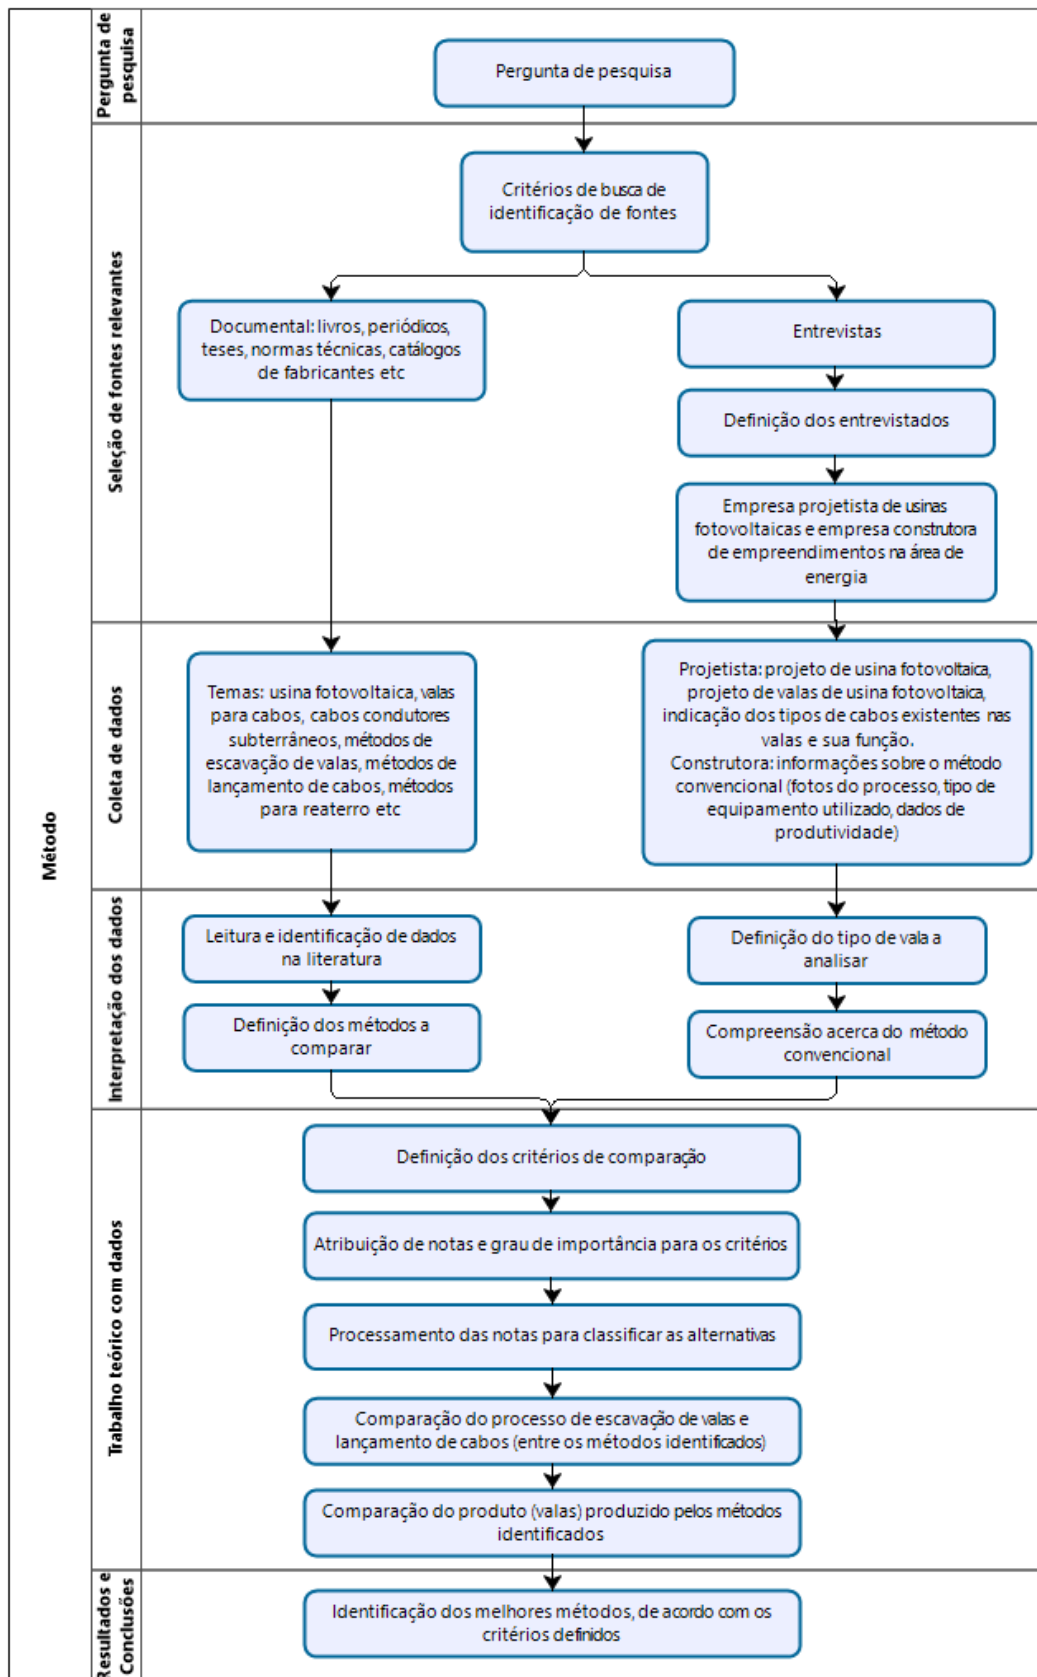 Método
Pergunta de
pesquisa
Pergunta de pesquisa
Seleção de fontes relevantes
Critérios de busca de
identificação de fontes
Documental: livros, periódicos,
teses, normas técnicas, catálogos
de fabricantes etc
Entrevistas
Definição dos entrevistados
Empresa projetista de usinas
fotovoltaicas e empresa construtora
de empreendimentos na área de
energia
Coleta de dados
Temas: usina fotovoltaica, valas
para cabos, cabos condutores
subterrâneos, métodos de
escavação de valas, métodos de
lançamento de cabos, métodos
para reaterro etc
Projetista: projeto de usina fotovoltaica,
projeto de valas de usina fotovoltaica,
indicação dos tipos de cabos existentes nas
valas e sua função.
Construtora: informações sobre o método
convencional (fotos do processo, tipo de
equipamento utilizado, dados de
produtividade)
Interpretação dos dados
Leitura e identificação de dados
na literatura
Definição dos métodos a
comparar
Definição do tipo de vala a
analisar
Compreensão acerca do método
convencional
Trabalho teórico com dados
Definição dos critérios de comparação
Atribuição de notas e grau de importância para os critérios
Processamento das notas para classificar as alternativas
Comparação do processo de escavação de valas e
lançamento de cabos (entre os métodos identificados)
Comparação do produto (valas) produzido pelos métodos
identificados
Resultados e
Conclusões
Identificação dos melhores métodos, de acordo com os
critérios definidos